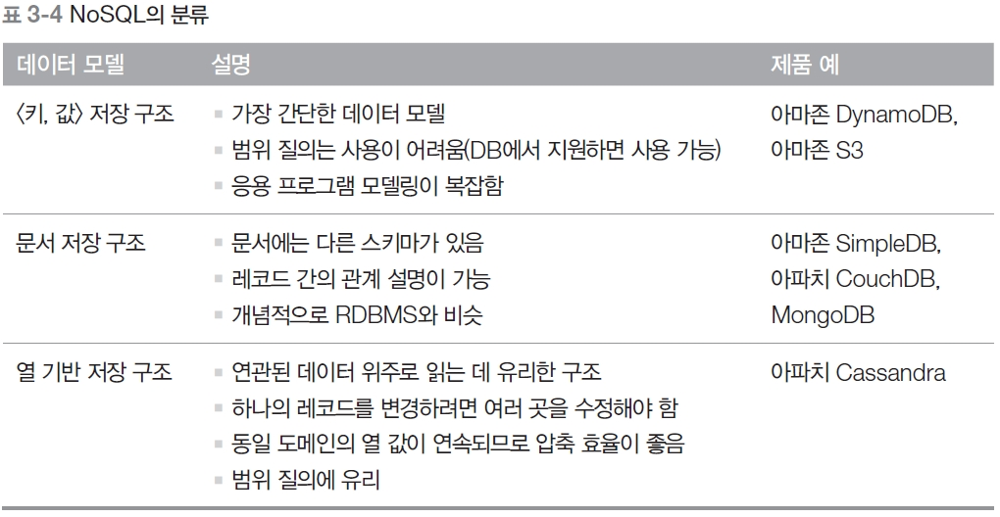 표 3-4 NoSQL의 분류
데이터 모델 설명 제품 예
<키, 값> 저장 구조 ▪ 가장 간단한 데이터 모델 아마존 DynamoDB,
▪ 범위 질의는 사용이 어려움(DB에서 지원하면 사용 가능) 아마존 S3
▪ 응용 프로그램 모델링이 복잡함
문서 저장 구조 ▪ 문서에는 다른 스키마가 있음 아마존 SimpleDB,
▪ 레코드 간의 관계 설명이 가능 아파치 CouchDB,
▪ 개념적으로 RDBMS와 비슷 MongoDB
열 기반 저장 구조 ▪ 연관된 데이터 위주로 읽는 데 유리한 구조 아파치 Cassandra
▪ 하나의 레코드를 변경하려면 여러 곳을 수정해야 함
▪ 동일 도메인의 열 값이 연속되므로 압축 효율이 좋음
▪ 범위 질의에 유리